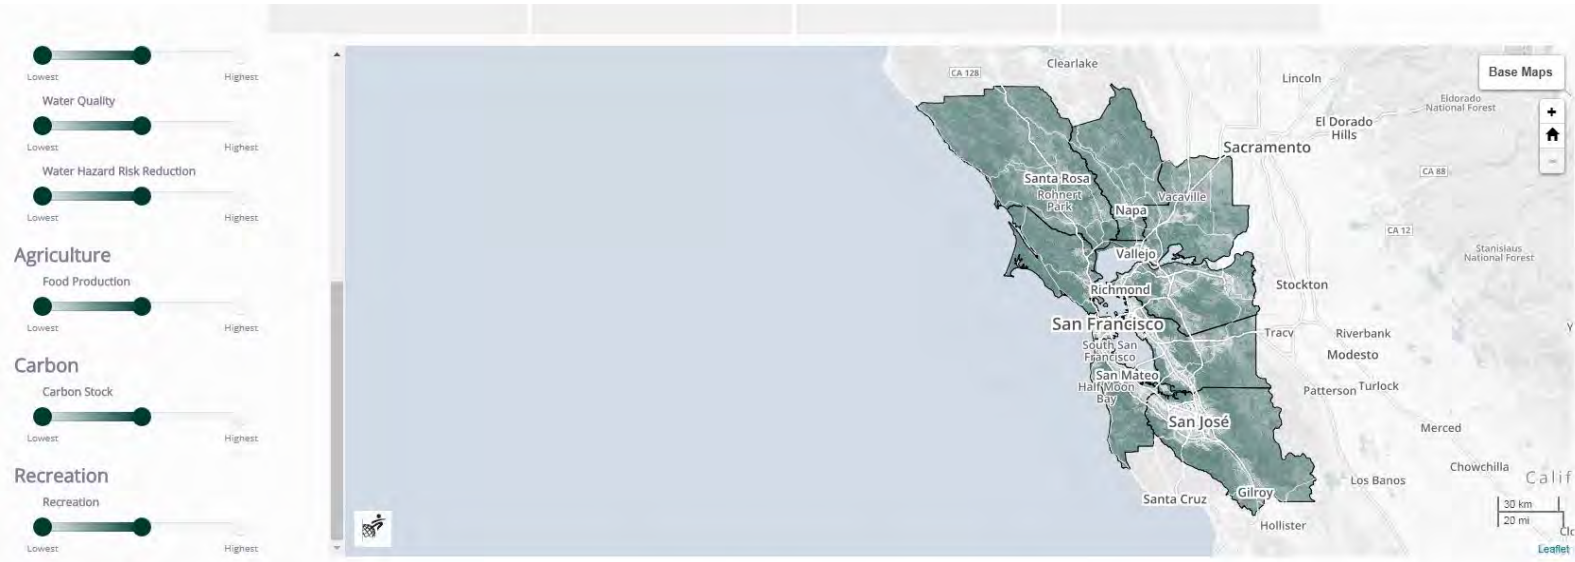 Lowest Highest
Water Quality
Lowest Highest
Water Hazard Risk Reduction
Lowest Highest
Agriculture
Food Production
Lowest Highest
Carbon
Carbon Stock
Lowest Highest
Recreation
Recreation
Lowest Highest
Clearlake
CA 128
Lincoln
Base Maps
Eldorado
National Forest
El Dorado
Hills
+
Sacramento
−
CA 88
Santa Rosa
Rohnert
Park
Vacaville
Napa
CA 12
Vallejo
Stanislaus
National Forest
Richmond
Stockton
San Francisco
Tracy
Riverbank
Y
South San
Francisco
Modesto
San Mateo
Half Moon
Bay
Patterson
Turlock
San José
Merced
Chowchilla
Los Banos
Calif
Santa Cruz
Gilroy
30 km
20 mi
Hollister
Clo
Leaflet